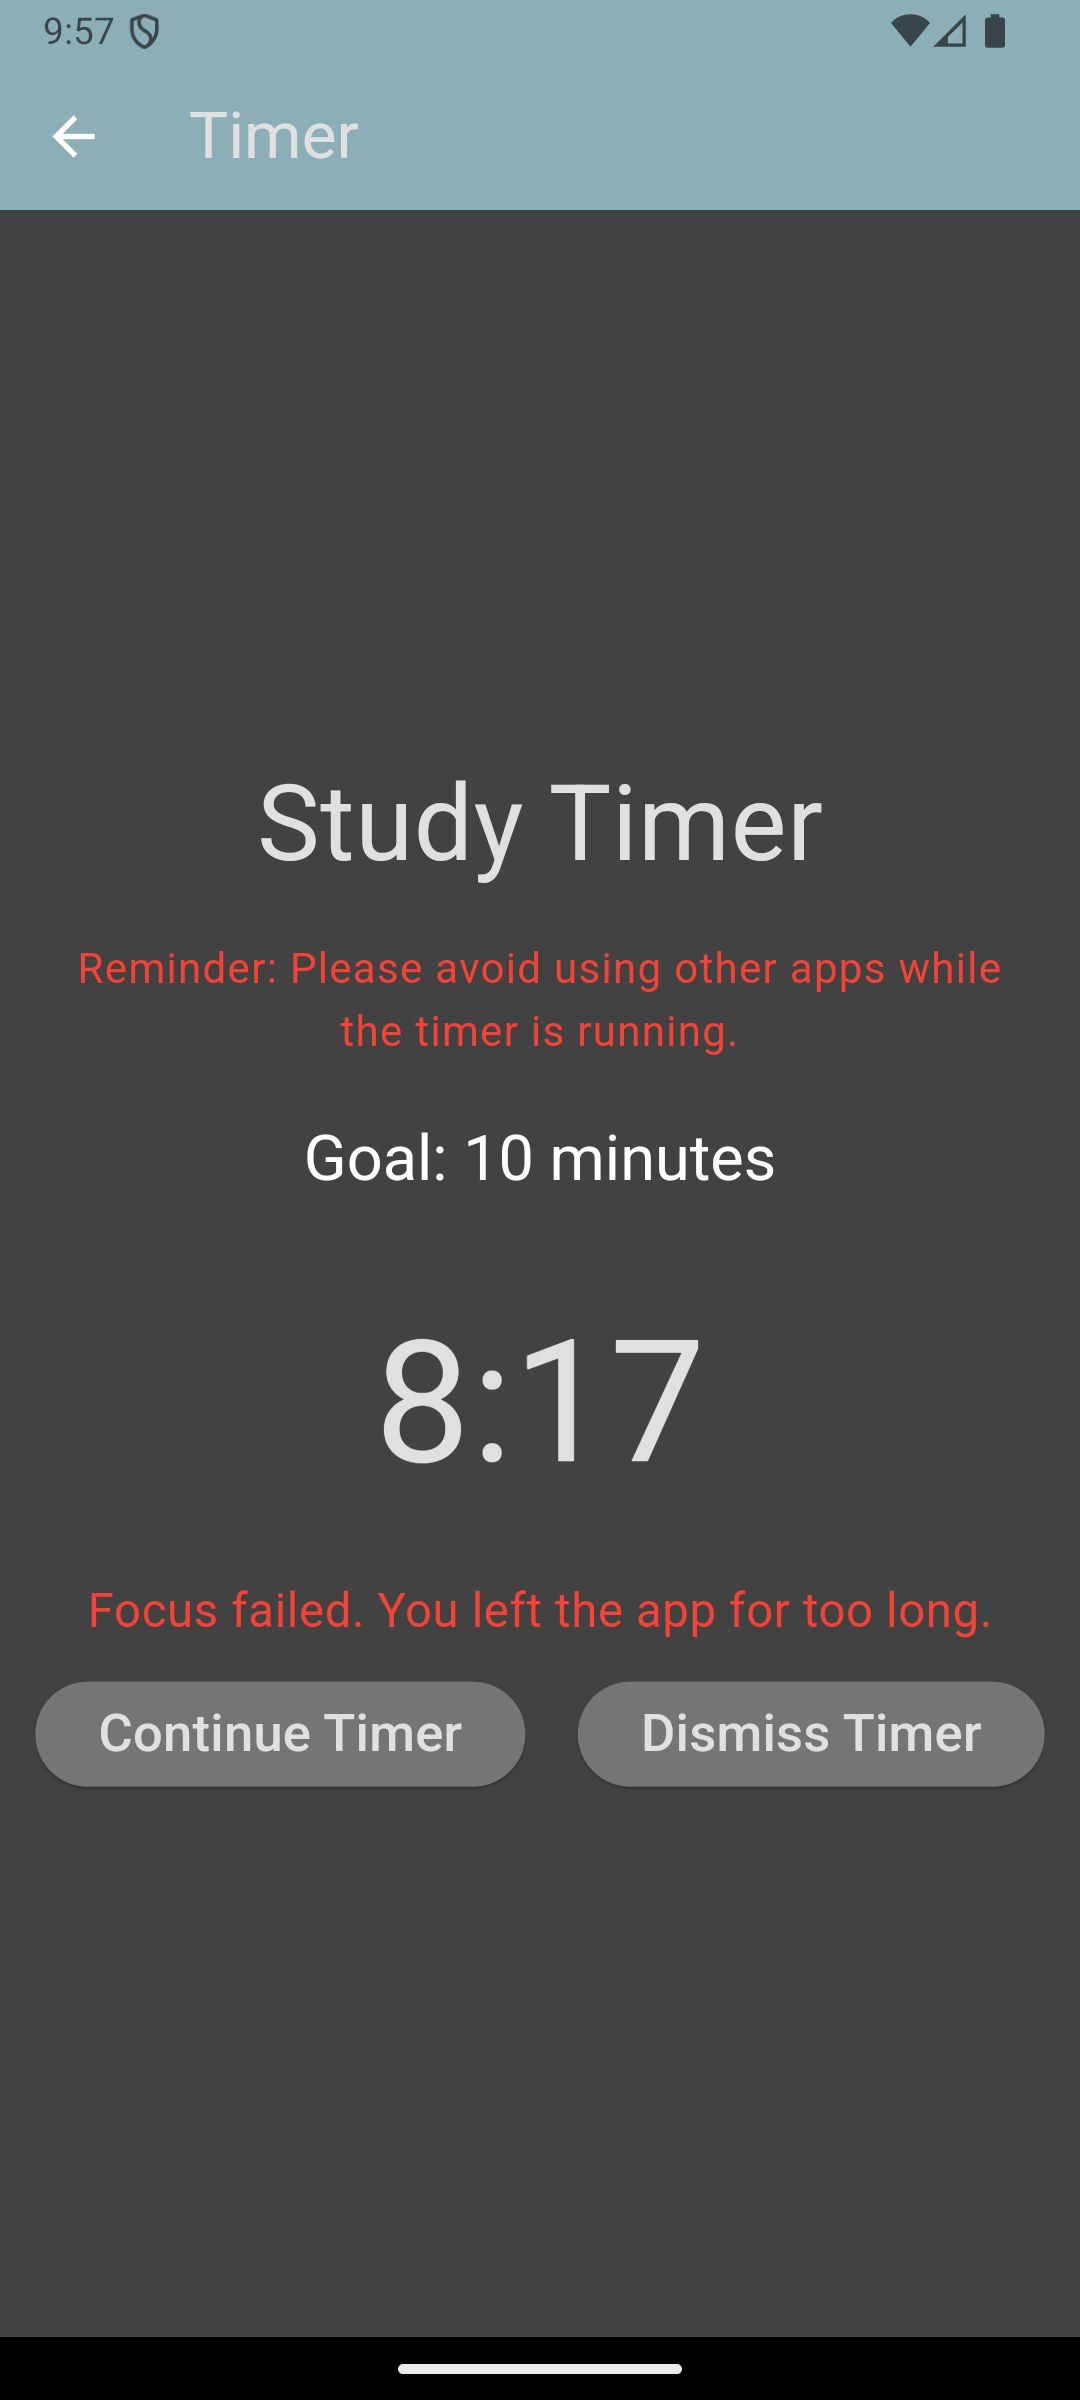 9:57
Timer
Study Timer
Reminder: Please avoid using other apps while
the timer is running.
Goal: 10 minutes
8:17
Focus failed. You left the app for too long.
Continue Timer
Dismiss Timer